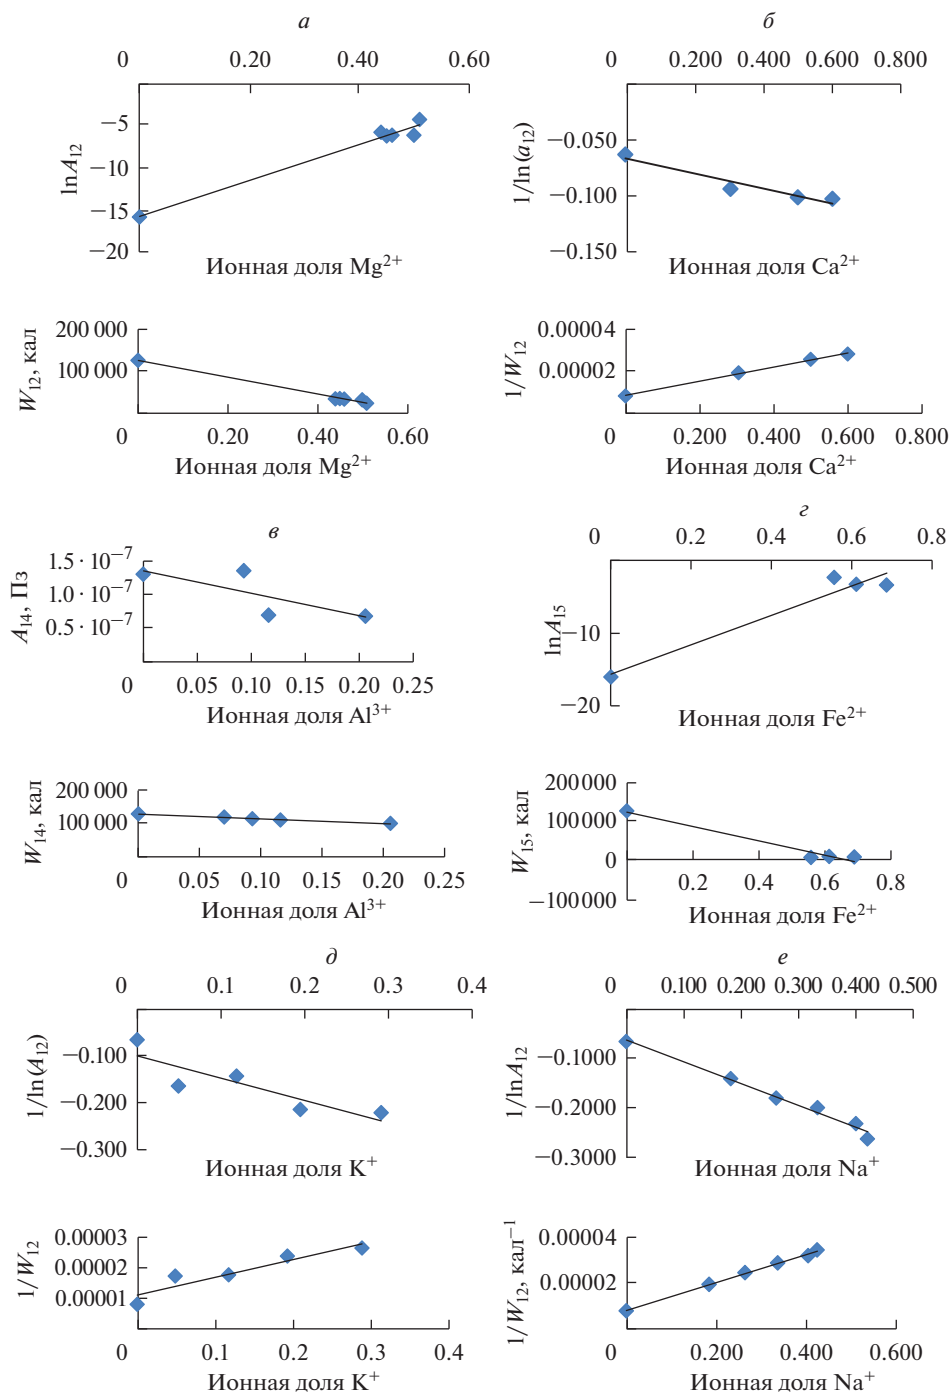 а
0 0.20 0.40 0.60
lnA12
−5
−10
−15
−20
Ионная доля Mg2+
б
0 0.200 0.400 0.600 0.800
1/ln(a12)
−0.050
−0.100
−0.150
Ионная доля Ca2+
W12, кал
200 000
100 000
0 0.20 0.40 0.60
Ионная доля Mg2+
1/W12
0.00004
0.00002
0 0.200 0.400 0.600 0.800
Ионная доля Ca2+
в
A14, Пз
1.5 · 10−7
1.0 · 10−7
0.5 · 10−7
0 0.05 0.10 0.15 0.20 0.25
Ионная доля Al3+
г
0 0.2 0.4 0.6 0.8
lnA15
−10
−20
Ионная доля Fe2+
W14, кал
200 000
100 000
0 0.05 0.10 0.15 0.20 0.25
Ионная доля Al3+
W15, кал
200000
100000
0
−100000
0.2 0.4 0.6 0.8
Ионная доля Fe2+
д
0 0.1 0.2 0.3 0.4
1/ln(A12)
−0.100
−0.200
−0.300
Ионная доля K+
е
0 0.100 0.200 0.300 0.400 0.500
1/lnA12
−0.1000
−0.2000
−0.3000
Ионная доля Na+
1/W12
0.00003
0.00002
0.00001
0 0.1 0.2 0.3 0.4
Ионная доля K+
1/W12, кал−1
0.00004
0.00002
0 0.200 0.400 0.600
Ионная доля Na+